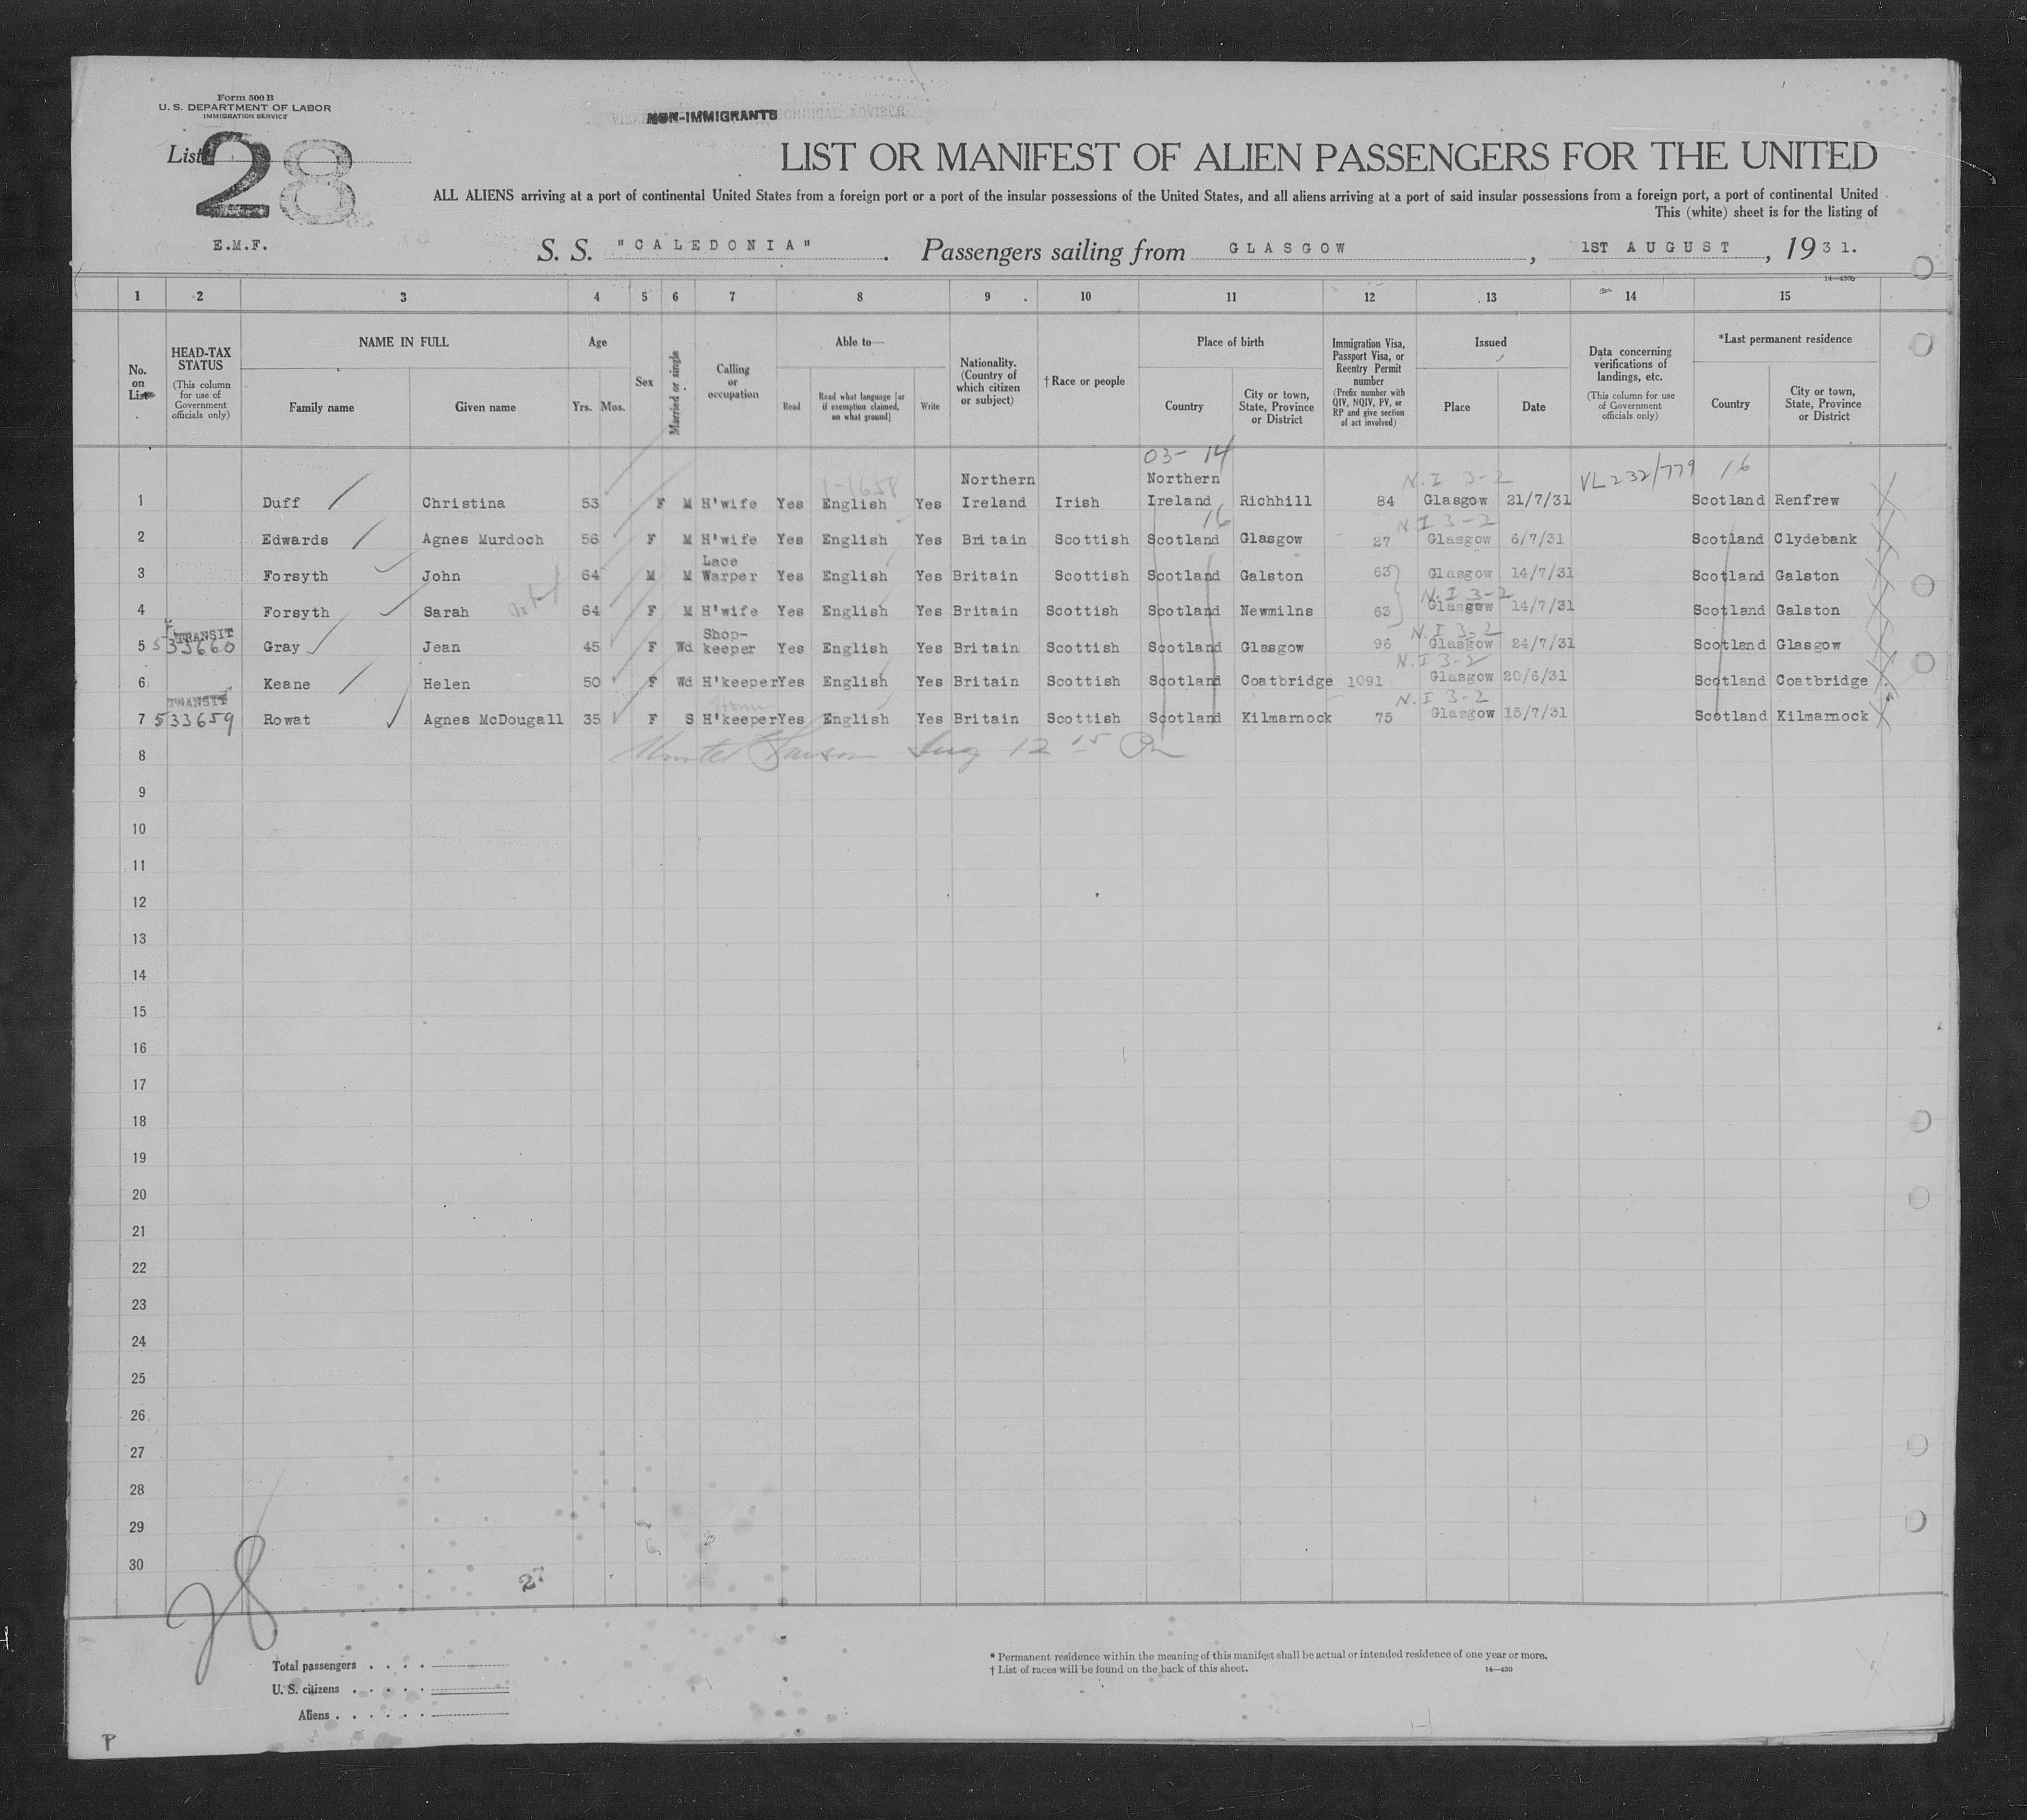 Form 500 B
U. S. DEPARTMENT OF LABOR
IMMIGRATION SERVICE
NON-IMMIGRANTS
List 28
LIST OR MANIFEST OF ALIEN PASSENGERS FOR THE UNITED
ALL ALIENS arriving at a port of continental United States from a foreign port or a port of the insular possessions of the United States, and all aliens arriving at a port of said insular possessions from a foreign port, a port of continental United
This (white) sheet is for the listing of
E.M.F.
S. S. "CALEDONIA". Passengers sailing from GLASGOW, 1ST AUGUST, 1931.
14—430b
1 2 3 4 5 6 7 8 9 10 11 12 13 14 15
No. on List
HEAD-TAX STATUS
(This column for use of Government officials only)
NAME IN FULL
Family name Given name
Age
Yrs. Mos.
Sex
Married or single
Calling or occupation
Able to—
Read
Read what language [or if exemption claimed, on what ground]
Write
Nationality. (Country of which citizen or subject)
† Race or people
Place of birth
Country
City or town, State, Province or District
Immigration Visa, Passport Visa, or Reentry Permit number
(Prefix number with QIV, NQIV, PV, or RP and give section of act involved)
Issued
Place Date
Data concerning verifications of landings, etc.
(This column for use of Government officials only)
*Last permanent residence
Country
City or town, State, Province or District
03- 14
Northern Northern N.I 3-2 VL232/779 16
1-1658
1 Duff Christina 53 F M H'wife Yes English Yes Ireland Irish Ireland Richhill 84 Glasgow 21/7/31 Scotland Renfrew
16 N.I 3-2
2 Edwards Agnes Murdoch 56 F M H'wife Yes English Yes Britain Scottish Scotland Glasgow 27 Glasgow 6/7/31 Scotland Clydebank
Lace
3 Forsyth John 64 M M Warper Yes English Yes Britain Scottish Scotland Galston 63 Glasgow 14/7/31 Scotland Galston
N.I 3-2
4 Forsyth Sarah 64 F M H'wife Yes English Yes Britain Scottish Scotland Newmilns 63 Glasgow 14/7/31 Scotland Galston
TRANSIT Shop- N.I 3-2
5 533660 Gray Jean 45 F Wd keeper Yes English Yes Britain Scottish Scotland Glasgow 96 Glasgow 24/7/31 Scotland Glasgow
N.I 3-2
6 Keane Helen 50 F Wd H'keeper Yes English Yes Britain Scottish Scotland Coatbridge 1091 Glasgow 20/6/31 Scotland Coatbridge
TRANSIT Home N.I 3-2
7 533659 Rowat Agnes McDougall 35 F S H'keeper Yes English Yes Britain Scottish Scotland Kilmarnock 75 Glasgow 15/7/31 Scotland Kilmarnock
Aug 12 15
8
9
10
11
12
13
14
15
16
17
18
19
20
21
22
23
24
25
26
27
28
29
30
28
Total passengers
U. S. citizens
Aliens
* Permanent residence within the meaning of this manifest shall be actual or intended residence of one year or more.
† List of races will be found on the back of this sheet.
14—430
P